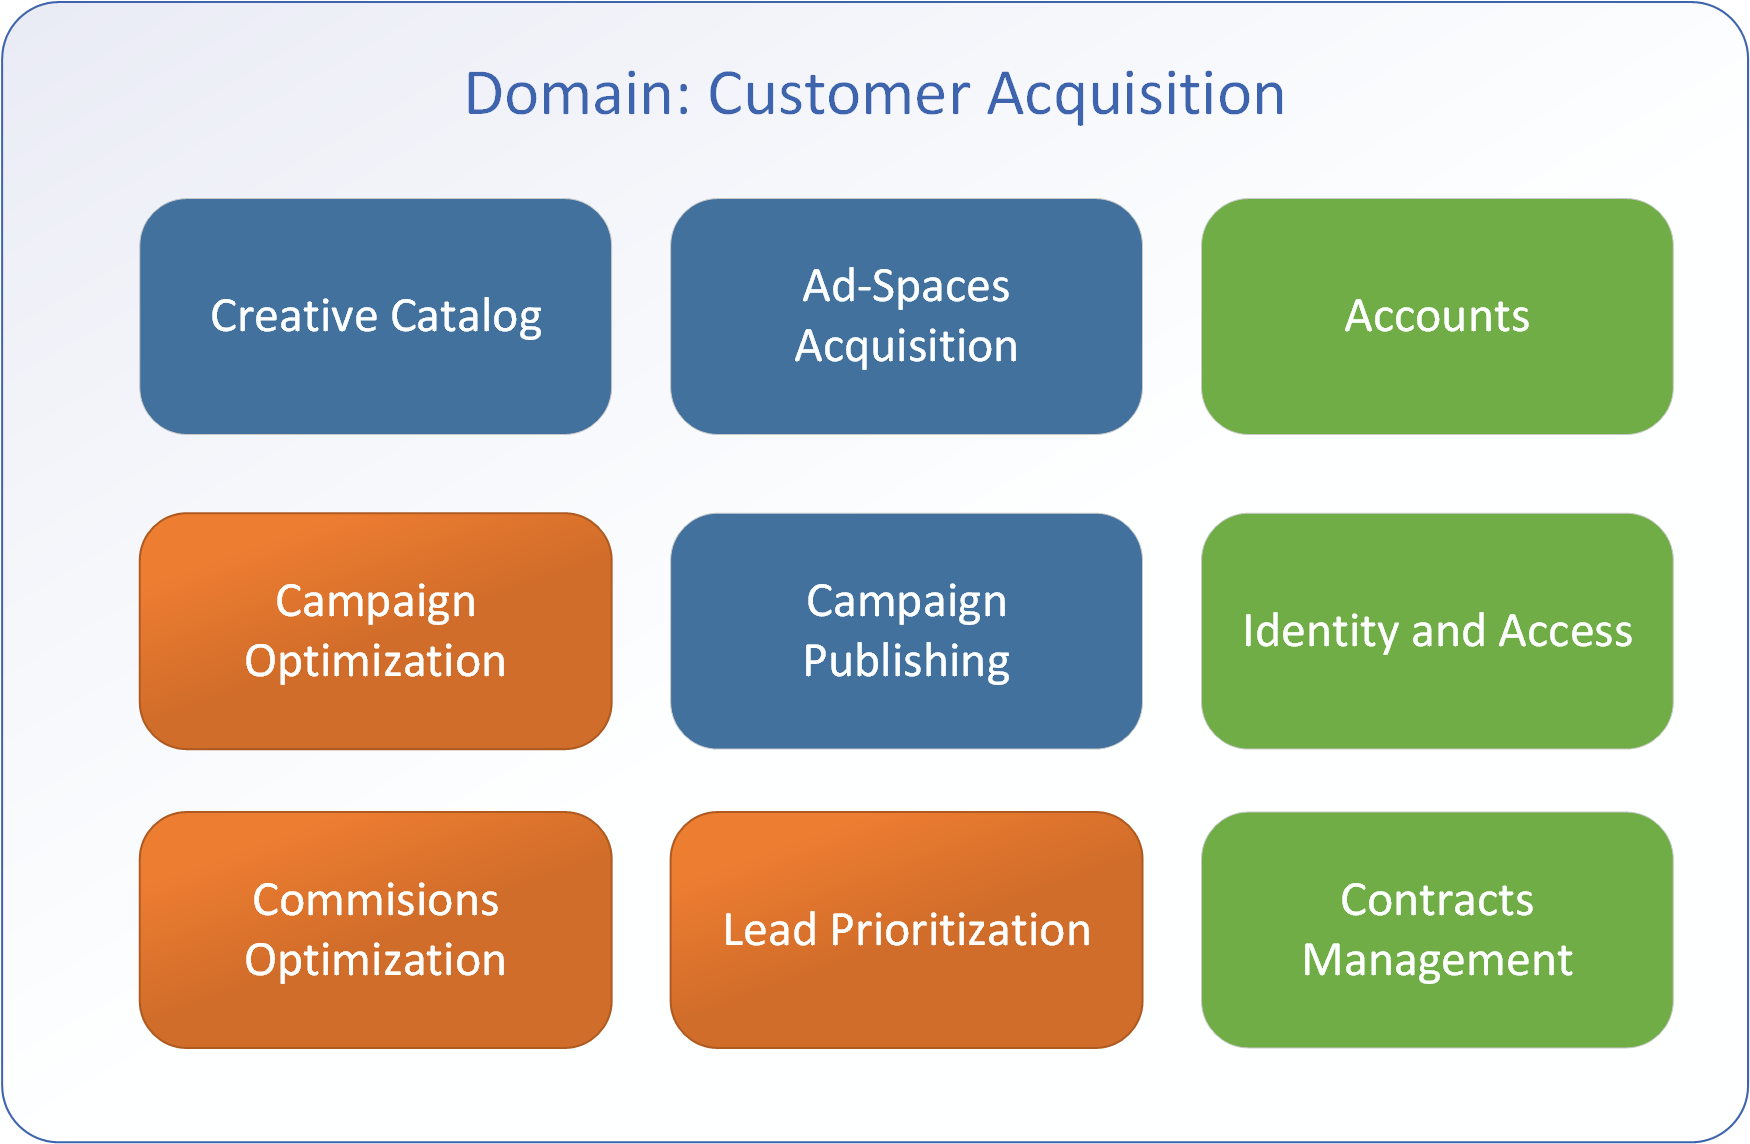 Domain: Customer Acquisition
Creative Catalog
Ad-Spaces
Acquisition
Accounts
Campaign
Optimization
Campaign
Publishing
Identity and Access
Commisions
Optimization
Lead Prioritization
Contracts
Management